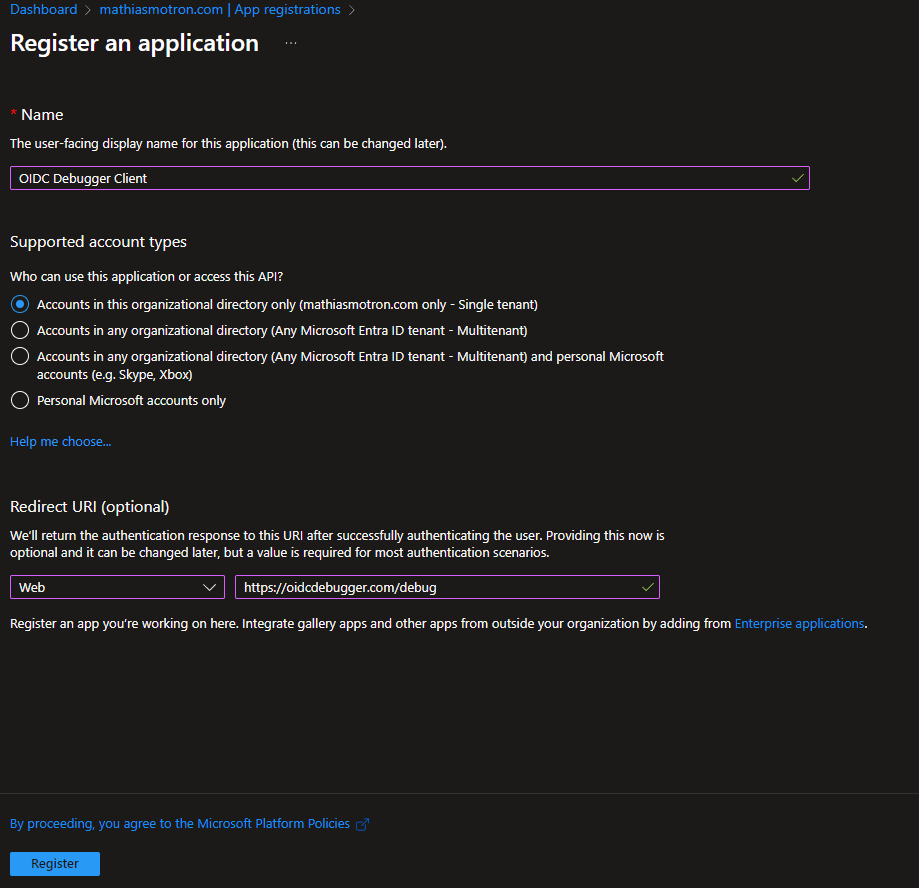 Dashboard > mathiasmotron.com | App registrations >
Register an application ...
* Name
The user-facing display name for this application (this can be changed later).
OIDC Debugger Client
Supported account types
Who can use this application or access this API?
Accounts in this organizational directory only (mathiasmotron.com only - Single tenant)
Accounts in any organizational directory (Any Microsoft Entra ID tenant - Multitenant)
Accounts in any organizational directory (Any Microsoft Entra ID tenant - Multitenant) and personal Microsoft
accounts (e.g. Skype, Xbox)
Personal Microsoft accounts only
Help me choose...
Redirect URI (optional)
We'll return the authentication response to this URI after successfully authenticating the user. Providing this now is
optional and it can be changed later, but a value is required for most authentication scenarios.
Web https://oidcdebugger.com/debug
Register an app you're working on here. Integrate gallery apps and other apps from outside your organization by adding from Enterprise applications.
By proceeding, you agree to the Microsoft Platform Policies
Register